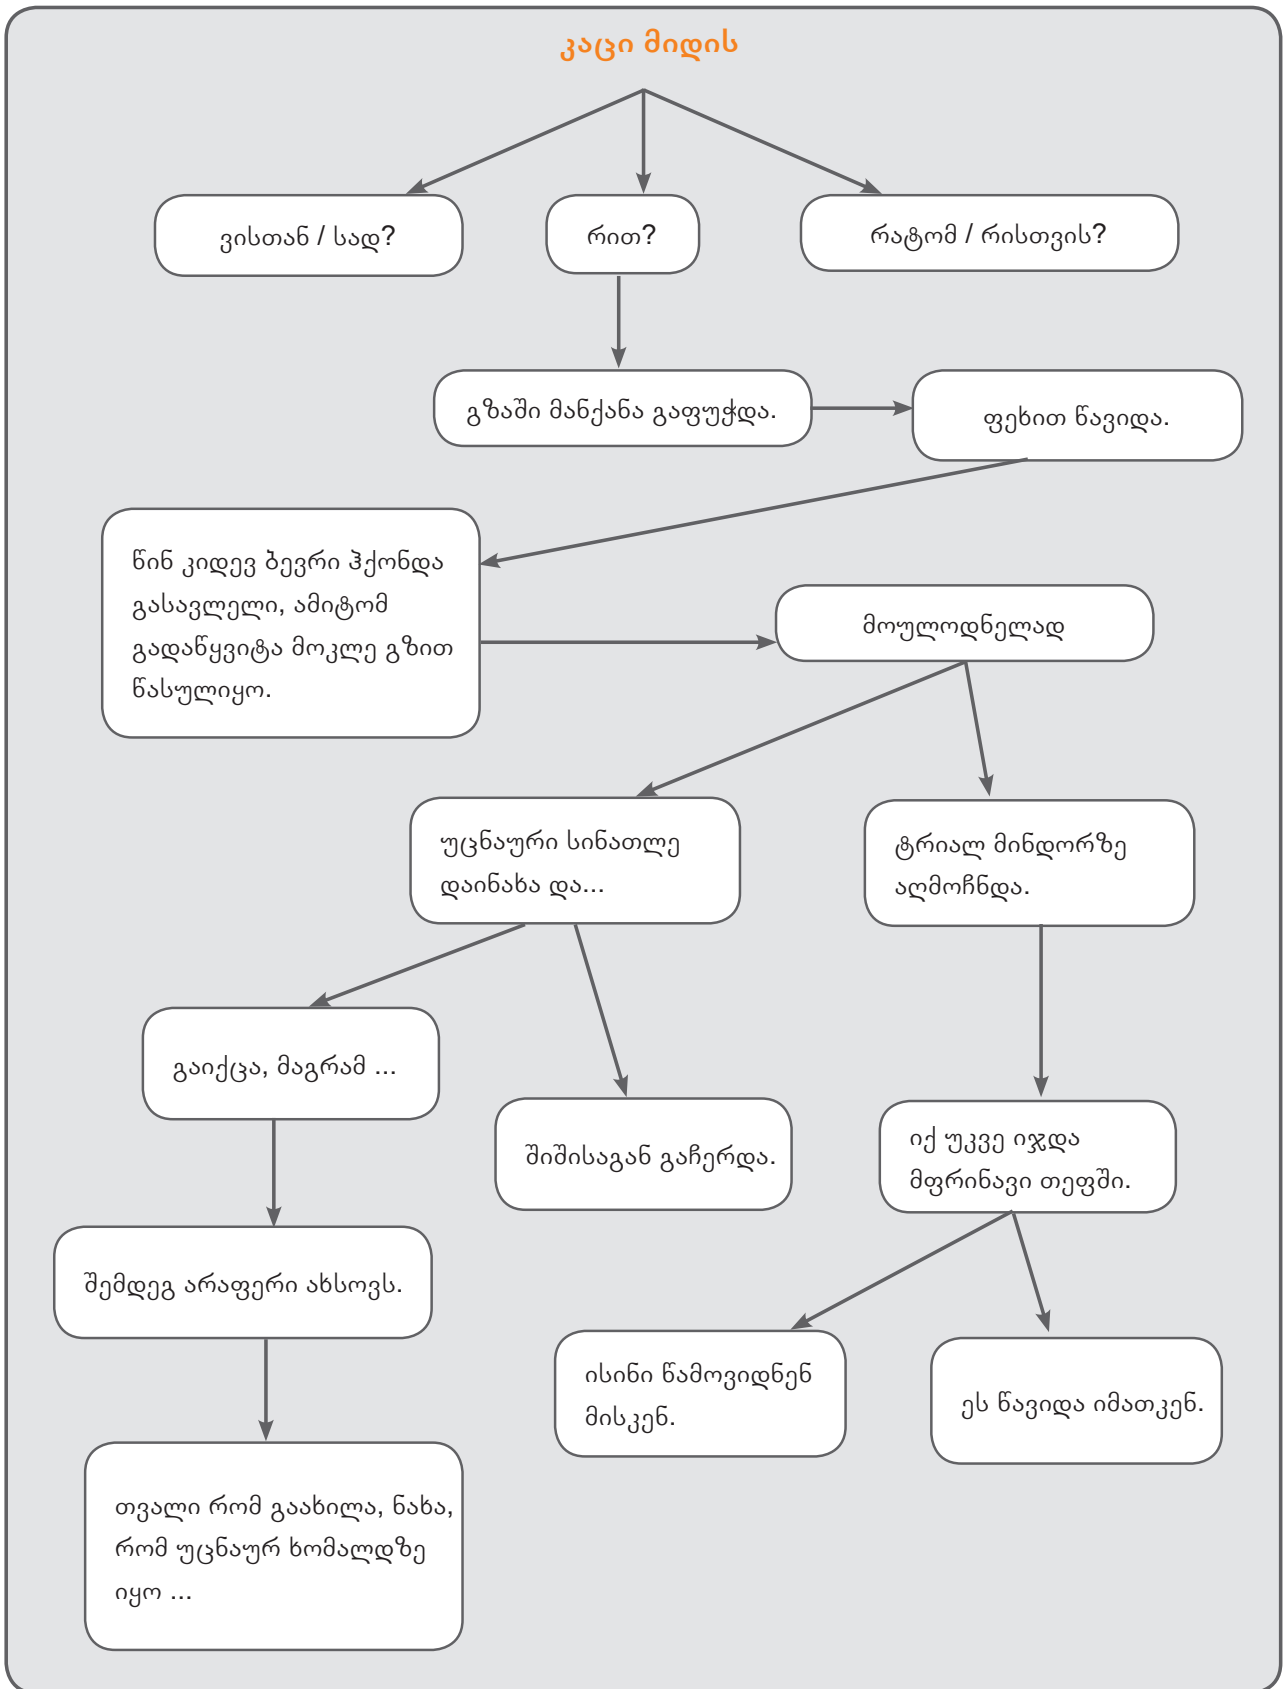 კაცი მიდის
ვისთან / სად?
რით?
რატომ / რისთვის?
გზაში მანქანა გაფუჭდა.
ფეხით წავიდა.
წინ კიდევ ბევრი ჰქონდა
გასავლელი, ამიტომ
გადაწყვიტა მოკლე გზით
წასულიყო.
მოულოდნელად
უცნაური სინათლე
დაინახა და...
ტრიალ მინდორზე
აღმოჩნდა.
გაიქცა, მაგრამ ...
შიშისაგან გაჩერდა.
იქ უკვე იჯდა
მფრინავი თეფში.
შემდეგ არაფერი ახსოვს.
ისინი წამოვიდნენ
მისკენ.
ეს წავიდა იმათკენ.
თვალი რომ გაახილა, ნახა,
რომ უცნაურ ხომალდზე
იყო ...